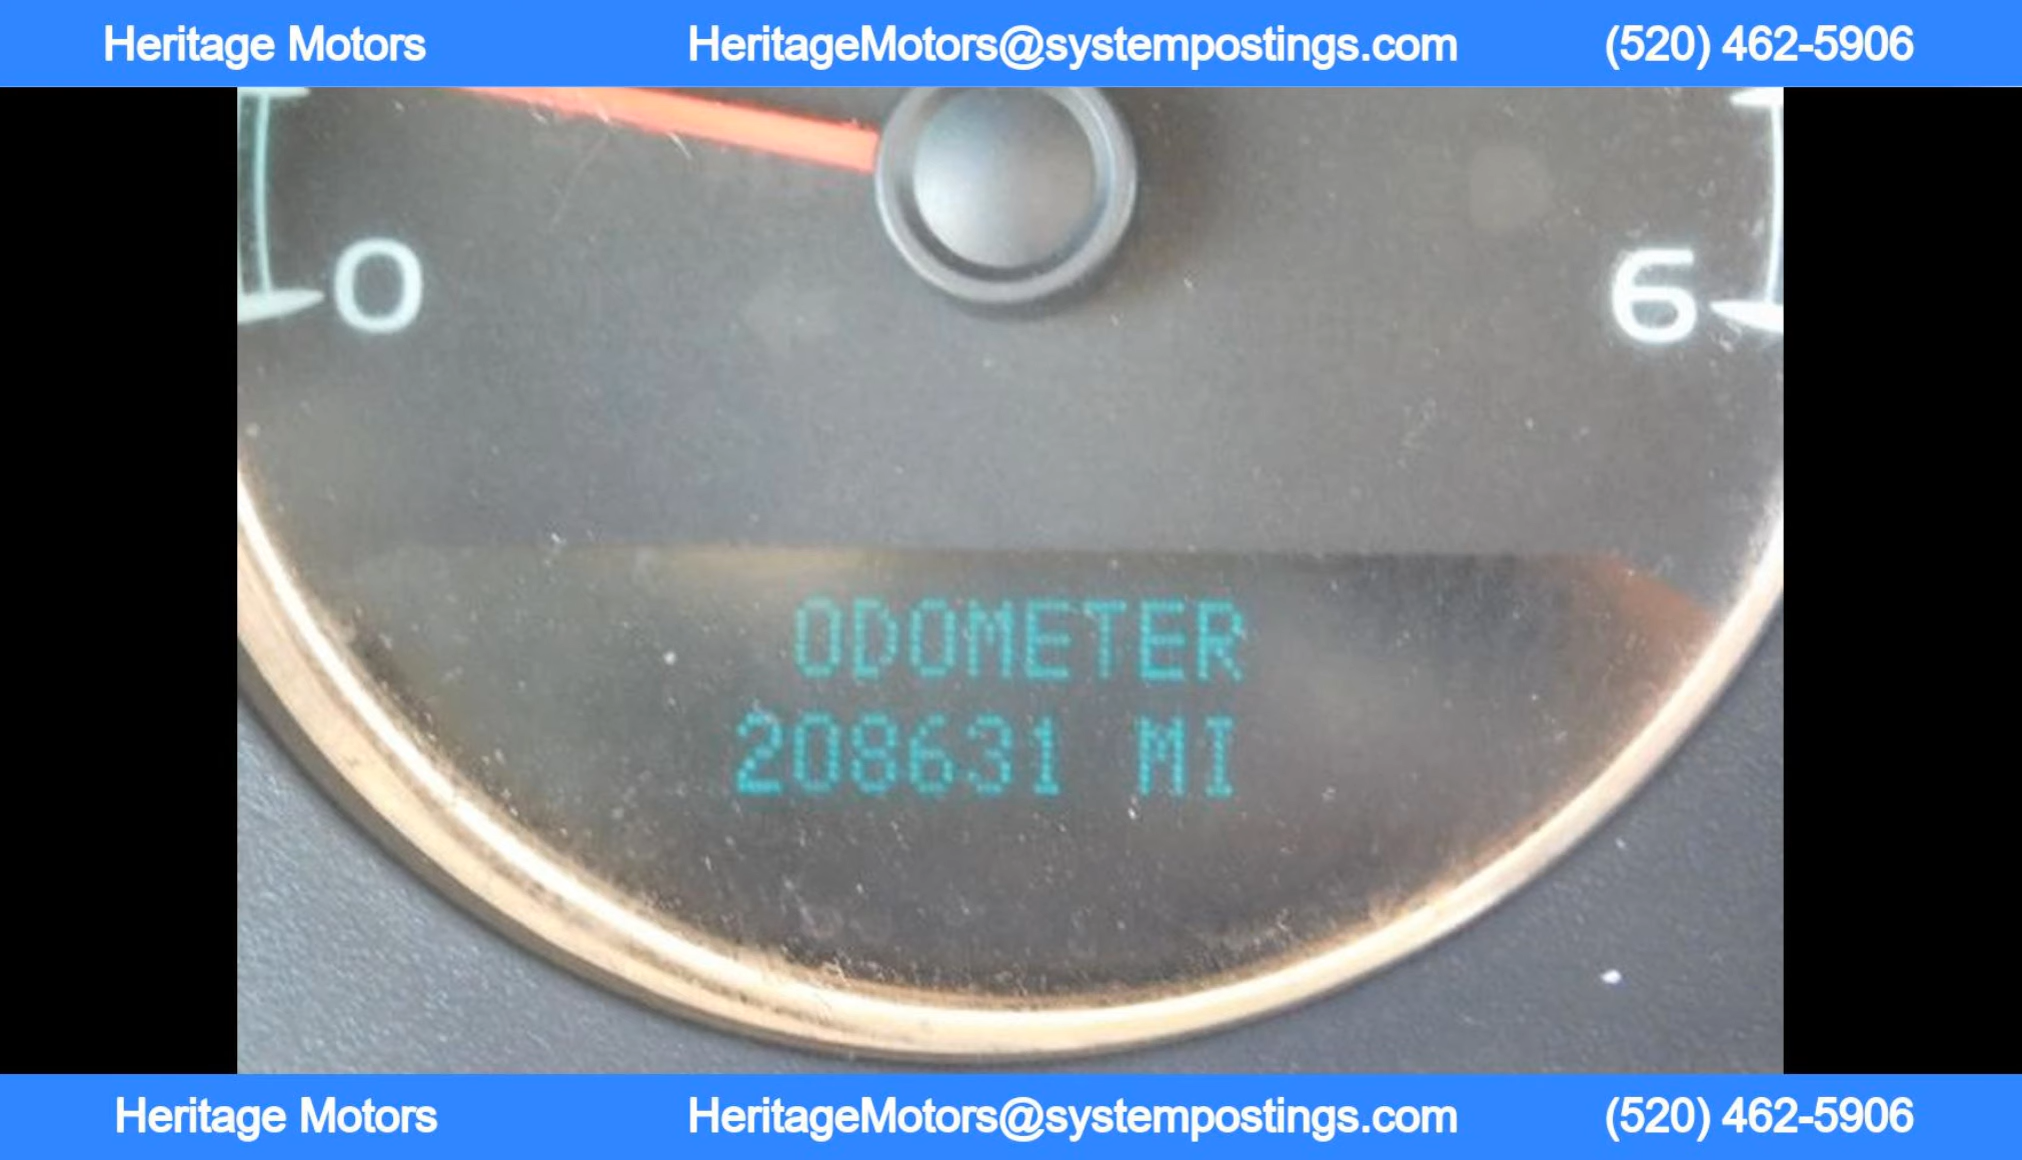 Heritage Motors HeritageMotors@systempostings.com (520) 462-5906
0 6
ODOMETER
208631 MI
Heritage Motors HeritageMotors@systempostings.com (520) 462-5906